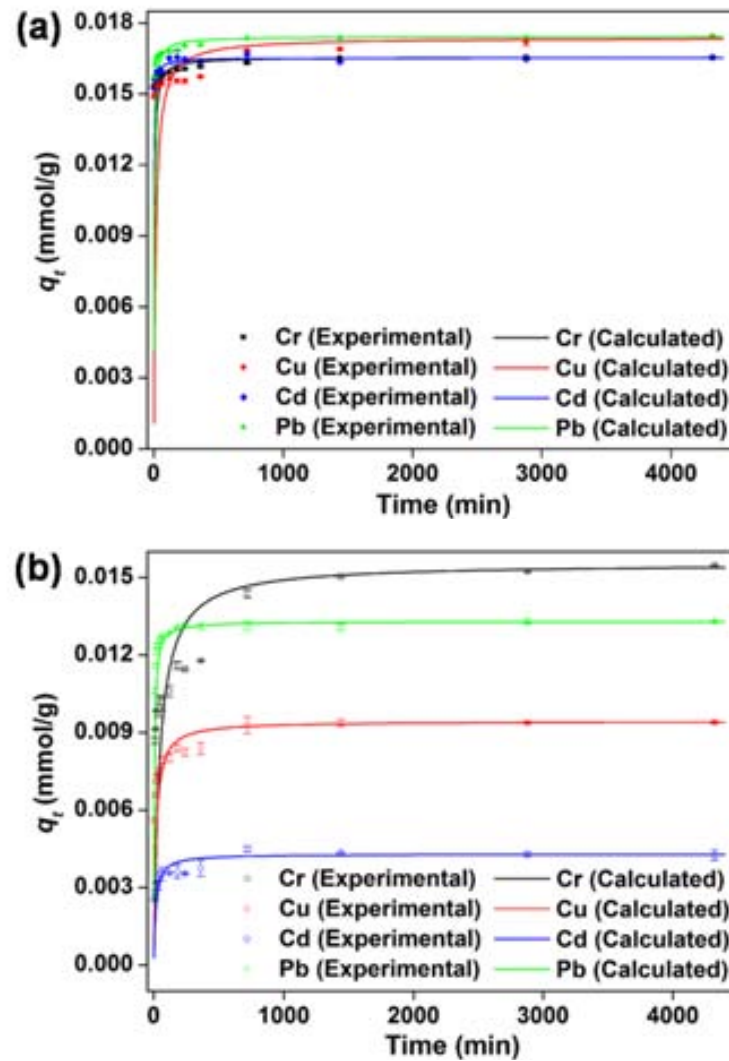 (a)
0.018
0.015
0.012
0.009
0.006
0.003
0.000
qt (mmol/g)
Cr (Experimental) Cr (Calculated)
Cu (Experimental) Cu (Calculated)
Cd (Experimental) Cd (Calculated)
Pb (Experimental) Pb (Calculated)
0 1000 2000 3000 4000
Time (min)
(b)
0.015
0.012
0.009
0.006
0.003
0.000
qt (mmol/g)
Cr (Experimental) Cr (Calculated)
Cu (Experimental) Cu (Calculated)
Cd (Experimental) Cd (Calculated)
Pb (Experimental) Pb (Calculated)
0 1000 2000 3000 4000
Time (min)